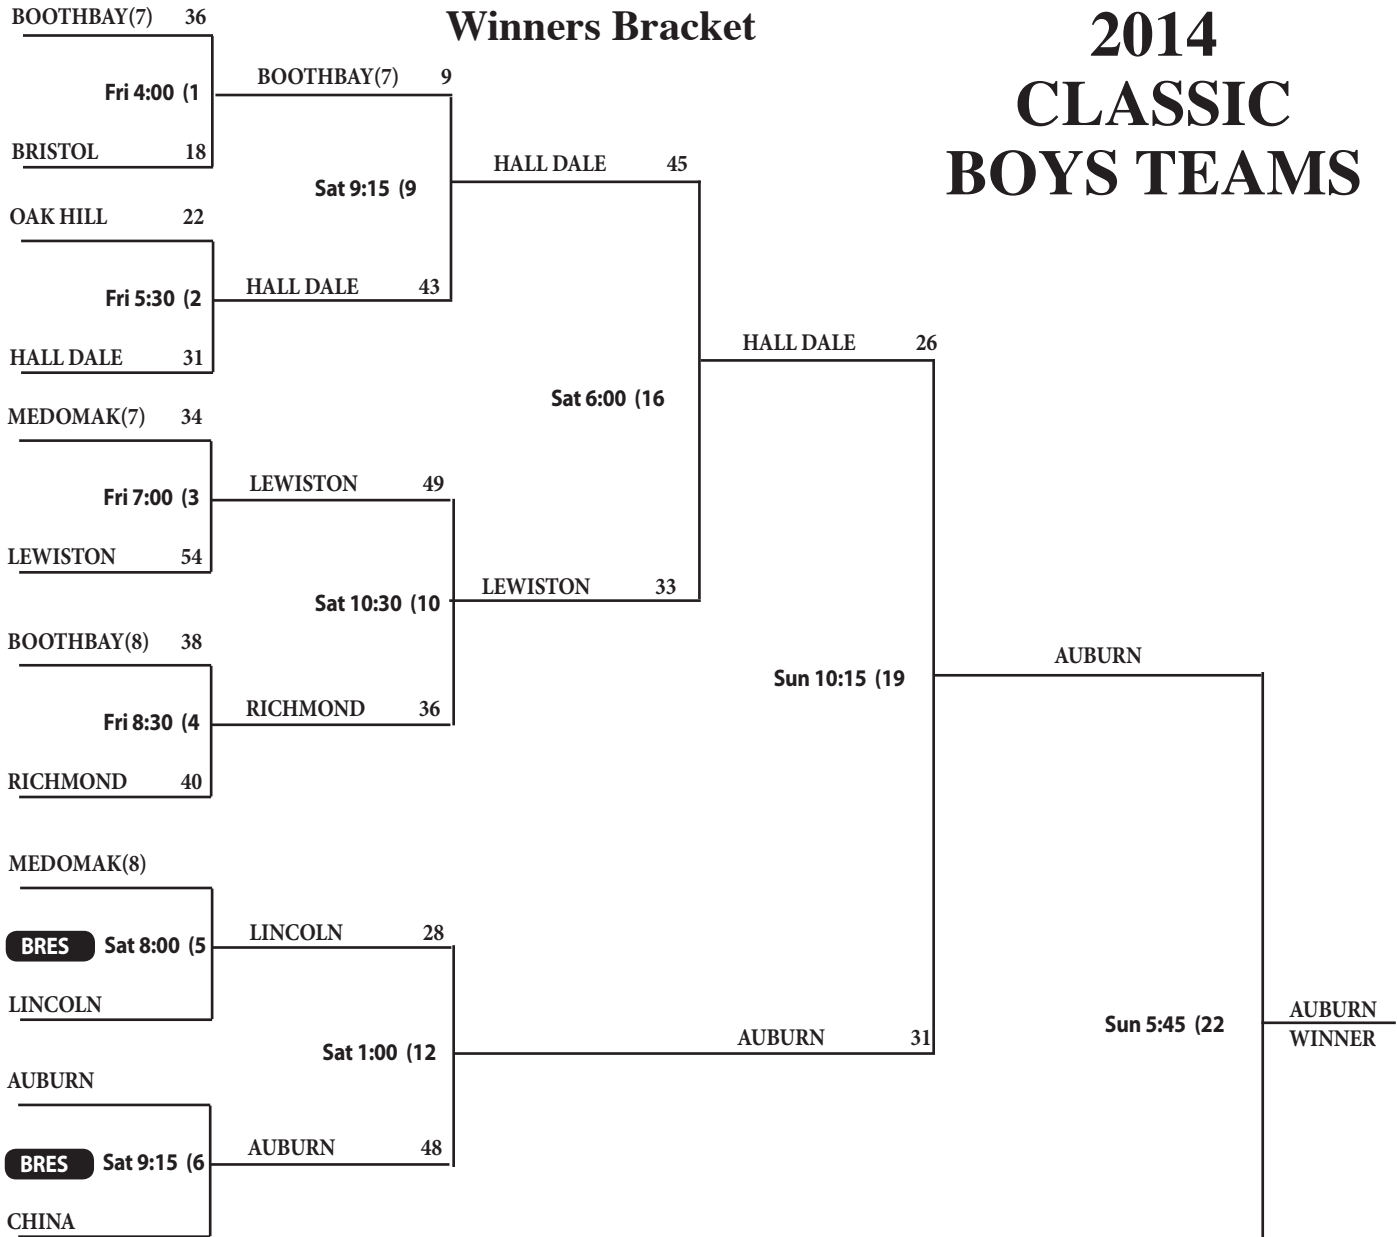 Winners Bracket
2014
CLASSIC
BOYS TEAMS
BOOTHBAY(7) 36
Fri 4:00 (1
BRISTOL 18
OAK HILL 22
Fri 5:30 (2
HALL DALE 31
MEDOMAK(7) 34
Fri 7:00 (3
LEWISTON 54
BOOTHBAY(8) 38
Fri 8:30 (4
RICHMOND 40
MEDOMAK(8)
BRES Sat 8:00 (5
LINCOLN
AUBURN
BRES Sat 9:15 (6
CHINA
BOOTHBAY(7) 9
Sat 9:15 (9
HALL DALE 43
LEWISTON 49
Sat 10:30 (10
RICHMOND 36
LINCOLN 28
Sat 1:00 (12
AUBURN 48
HALL DALE 45
Sat 6:00 (16
LEWISTON 33
HALL DALE 26
Sun 10:15 (19
AUBURN 31
AUBURN
Sun 5:45 (22
AUBURN
WINNER